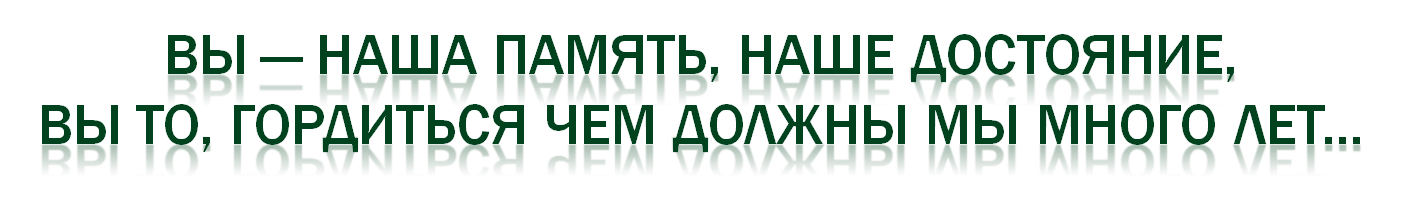 ВЫ — НАША ПАМЯТЬ, НАШЕ ДОСТОЯНИЕ,
ВЫ ТО, ГОРДИТЬСЯ ЧЕМ ДОЛЖНЫ МЫ МНОГО ЛЕТ...